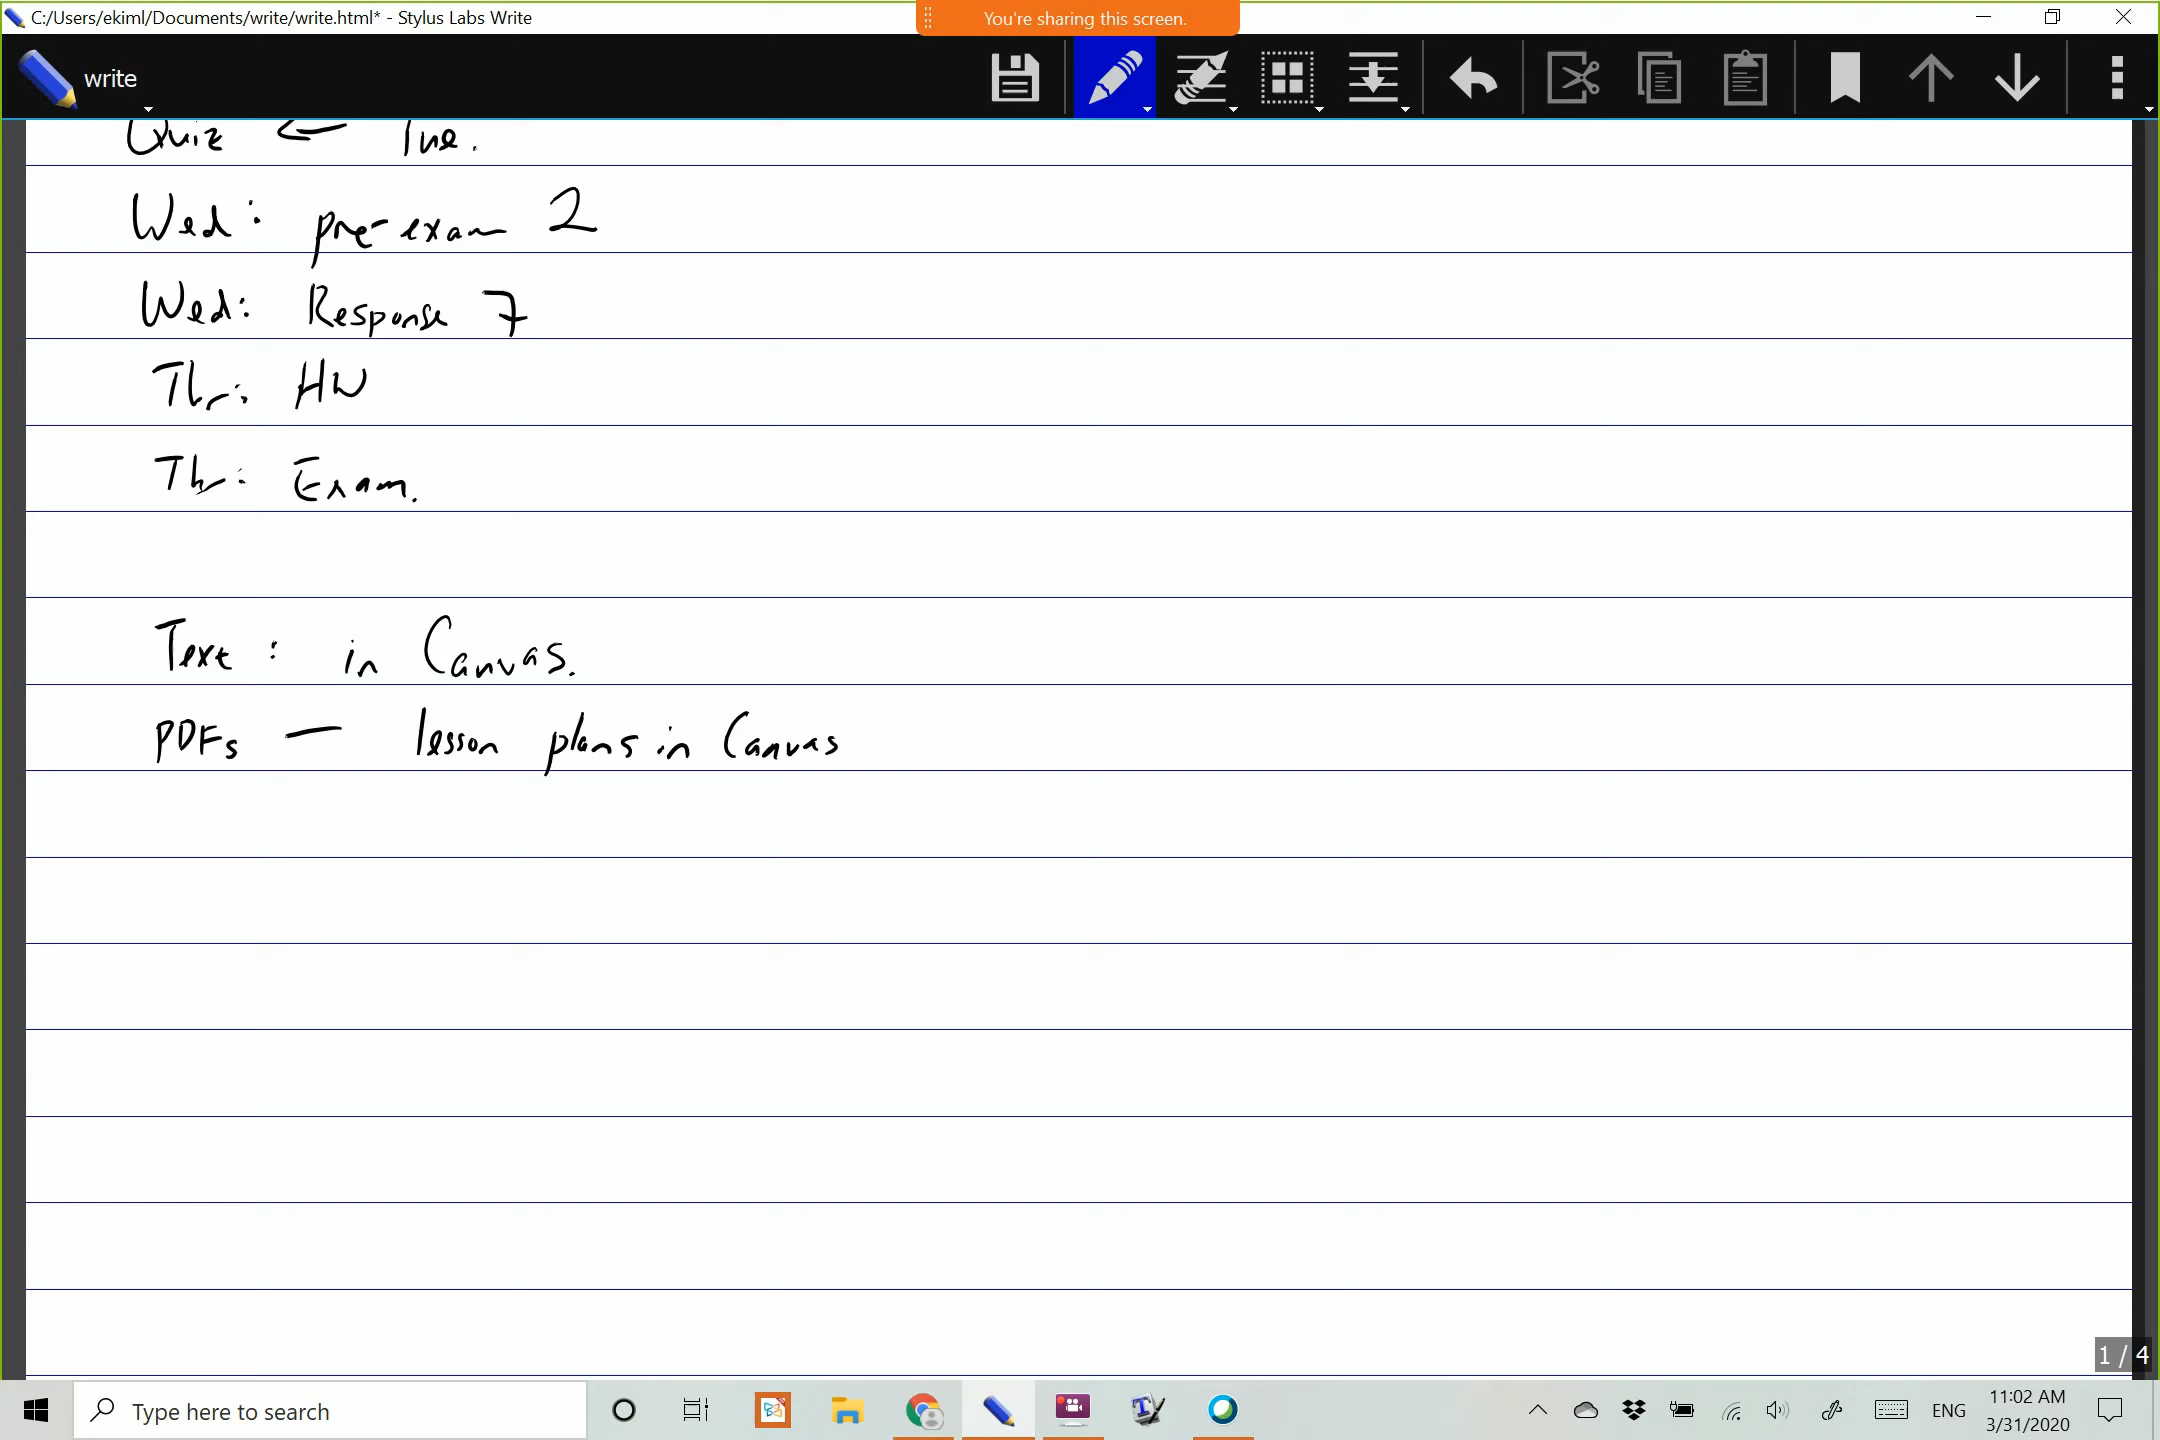 C:/Users/ekiml/Documents/write/write.html* - Stylus Labs Write
You're sharing this screen.
write
Quiz ← Tue.
Wed: pre-exam 2
Wed: Response 7
Thr: HW
Thr: Exam.
Text: in Canvas.
PDFs — lesson plans in Canvas
1 / 4
Type here to search
ENG
11:02 AM
3/31/2020